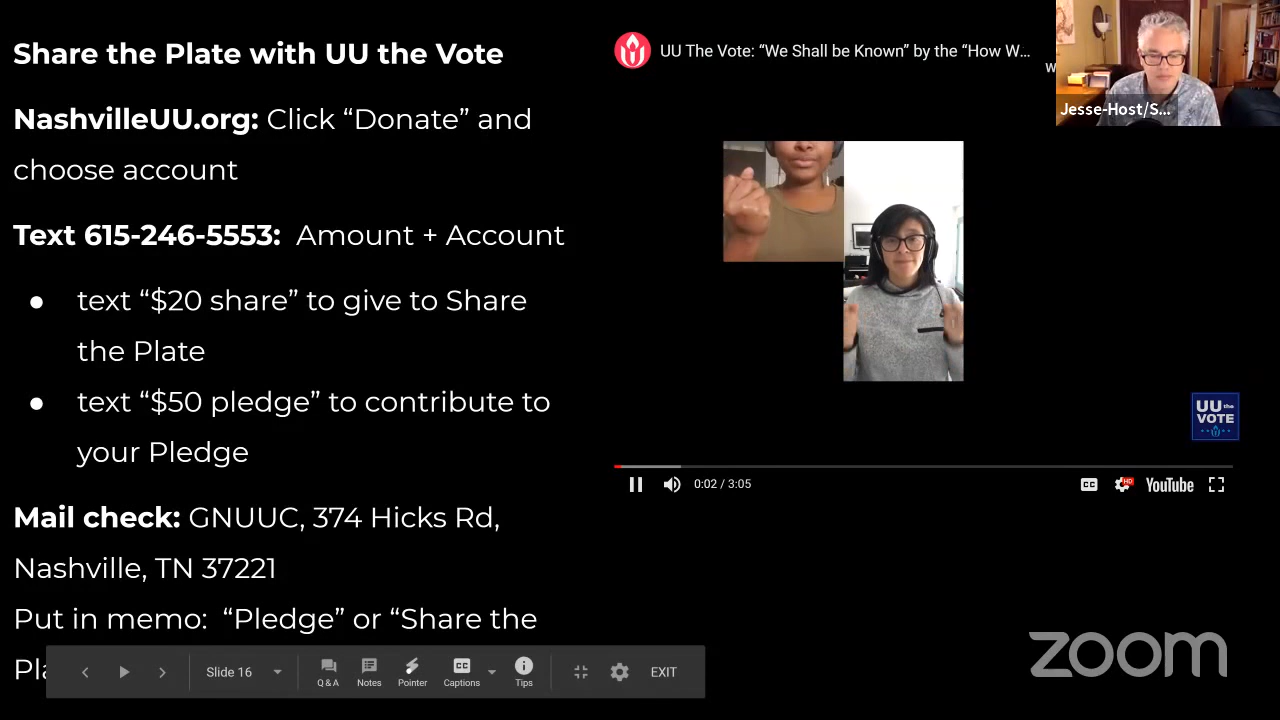 Share the Plate with UU the Vote
NashvilleUU.org: Click “Donate” and
choose account
Text 615-246-5553: Amount + Account
● text “$20 share” to give to Share
the Plate
● text “$50 pledge” to contribute to
your Pledge
Mail check: GNUUC, 374 Hicks Rd,
Nashville, TN 37221
Put in memo: “Pledge” or “Share the
UU The Vote: “We Shall be Known” by the “How W...
W
Jesse-Host/S...
UU the
VOTE
0:02 / 3:05
CC
HD
YouTube
Slide 16
Q & A
Notes
Pointer
CC
Captions
Tips
EXIT
zoom